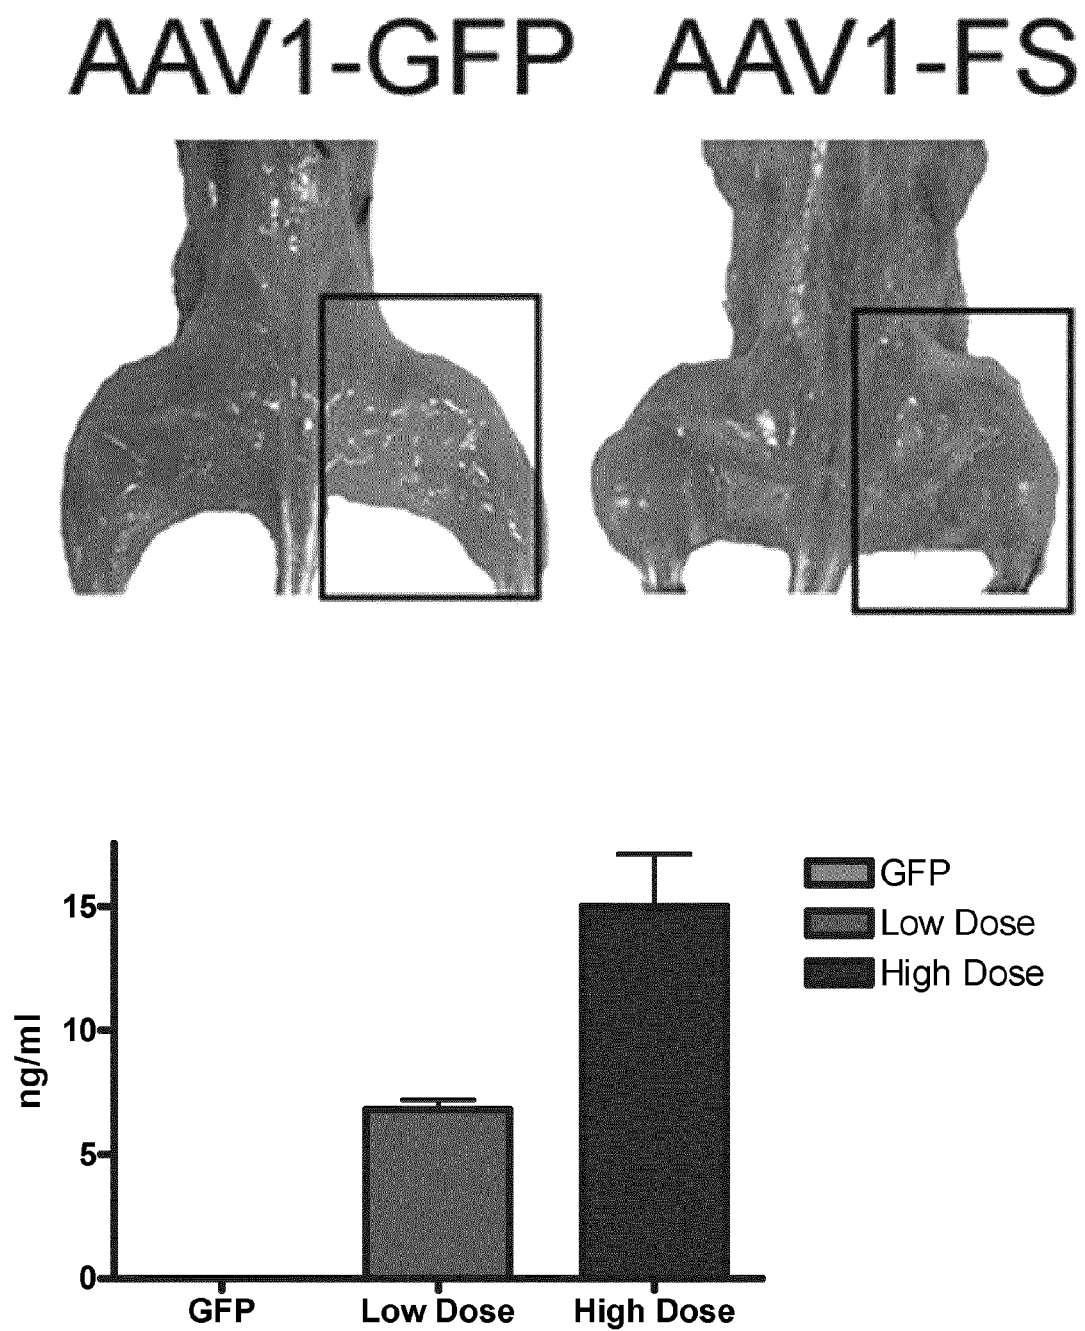 AAV1-GFP
AAV1-FS
ng/ml
15
10
5
0
GFP
Low Dose
High Dose
GFP
Low Dose
High Dose